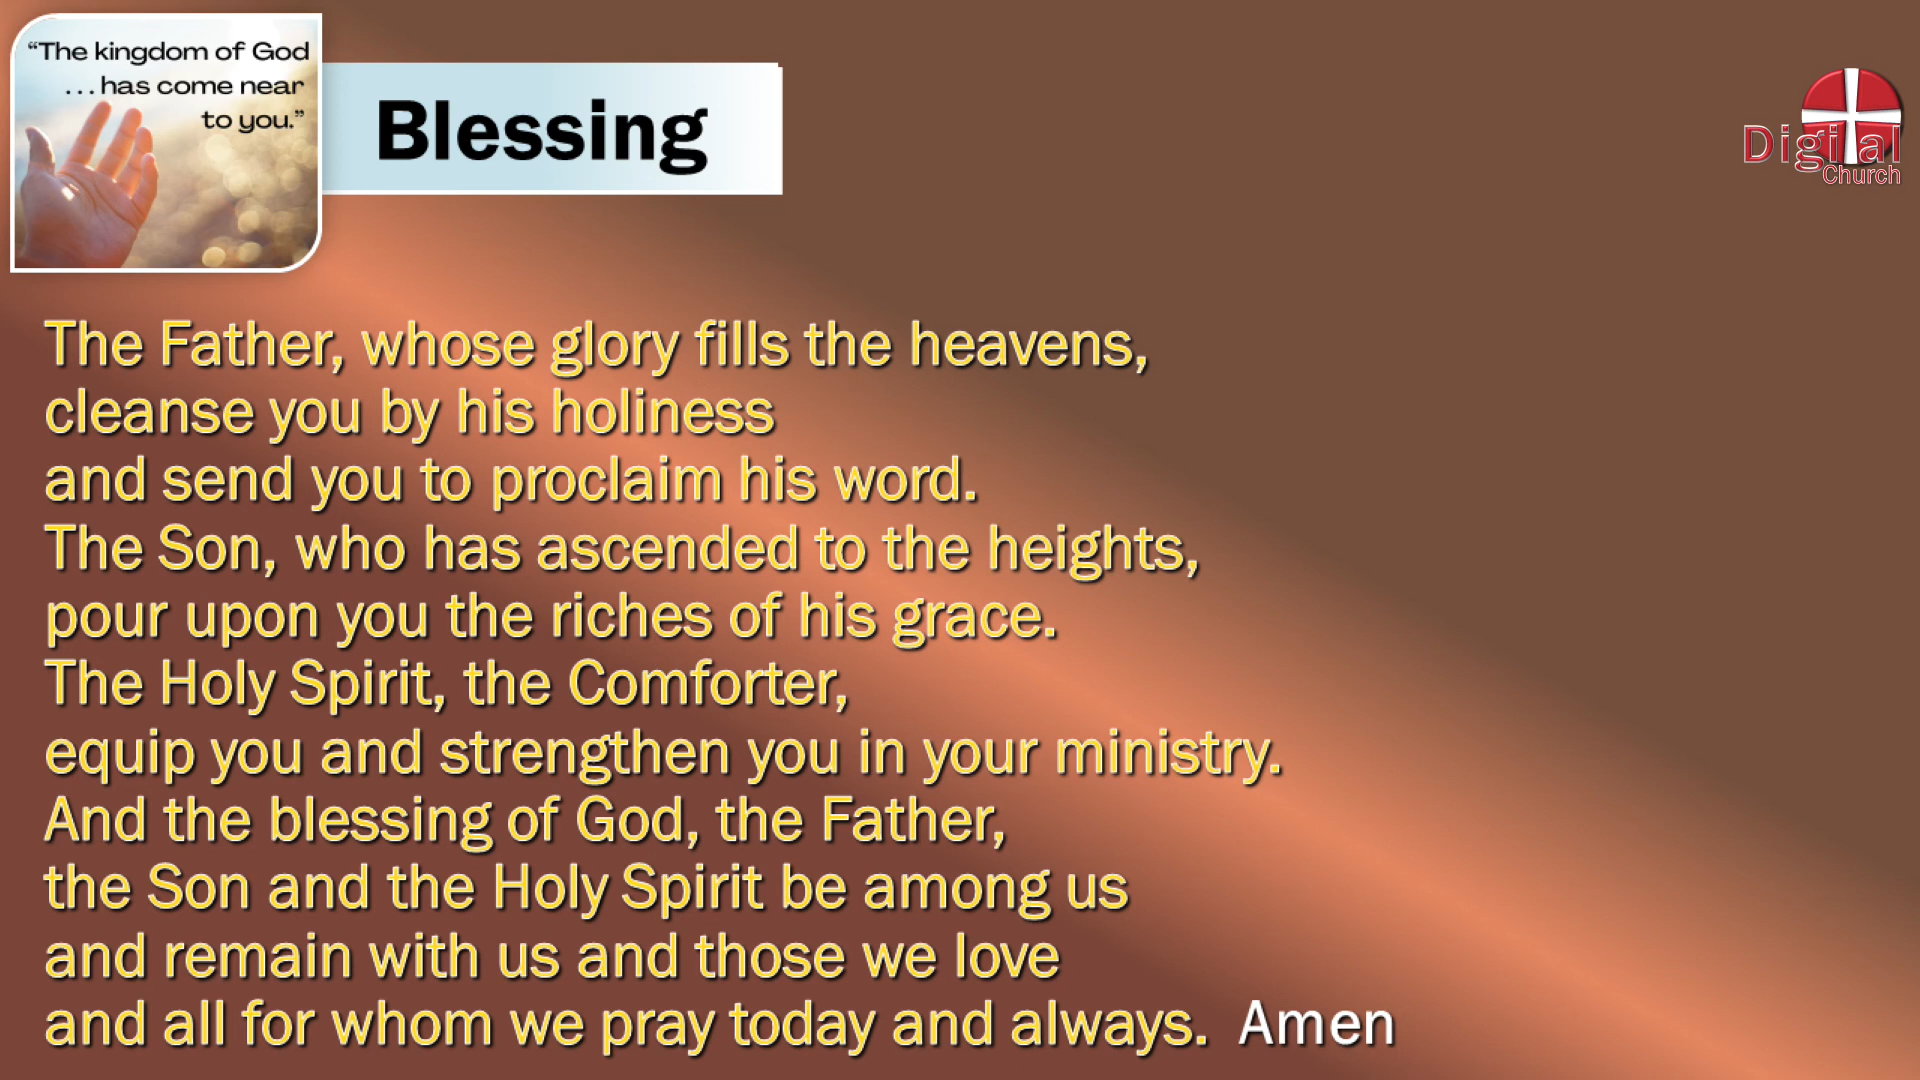 “The kingdom of God
...has come near
to you.”
Blessing
Digital
Church
The Father, whose glory fills the heavens,
cleanse you by his holiness
and send you to proclaim his word.
The Son, who has ascended to the heights,
pour upon you the riches of his grace.
The Holy Spirit, the Comforter,
equip you and strengthen you in your ministry.
And the blessing of God, the Father,
the Son and the Holy Spirit be among us
and remain with us and those we love
and all for whom we pray today and always. Amen